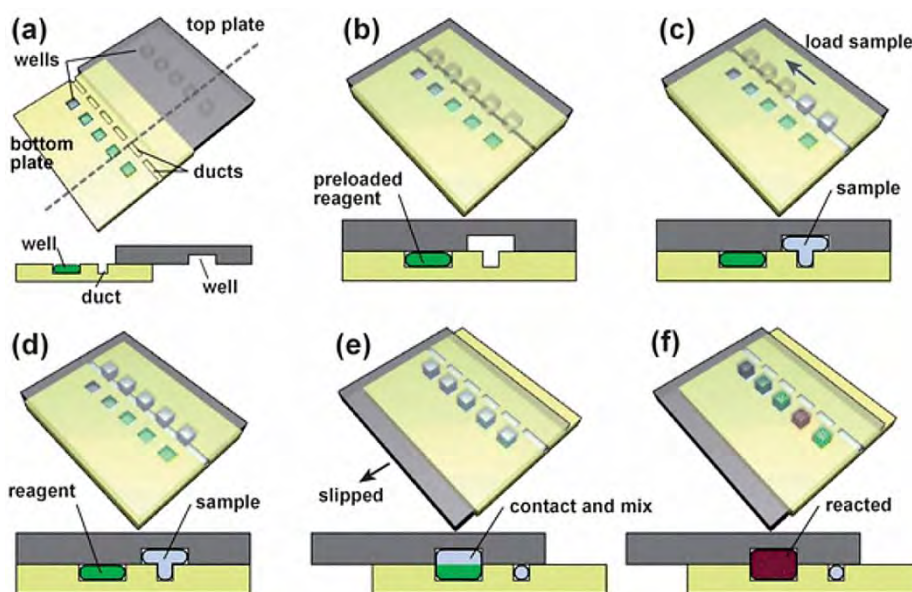 (a)
top plate
wells
bottom
plate
ducts
well
duct
well
(b)
preloaded
reagent
(c)
load sample
sample
(d)
reagent
sample
(e)
slipped
contact and mix
(f)
reacted